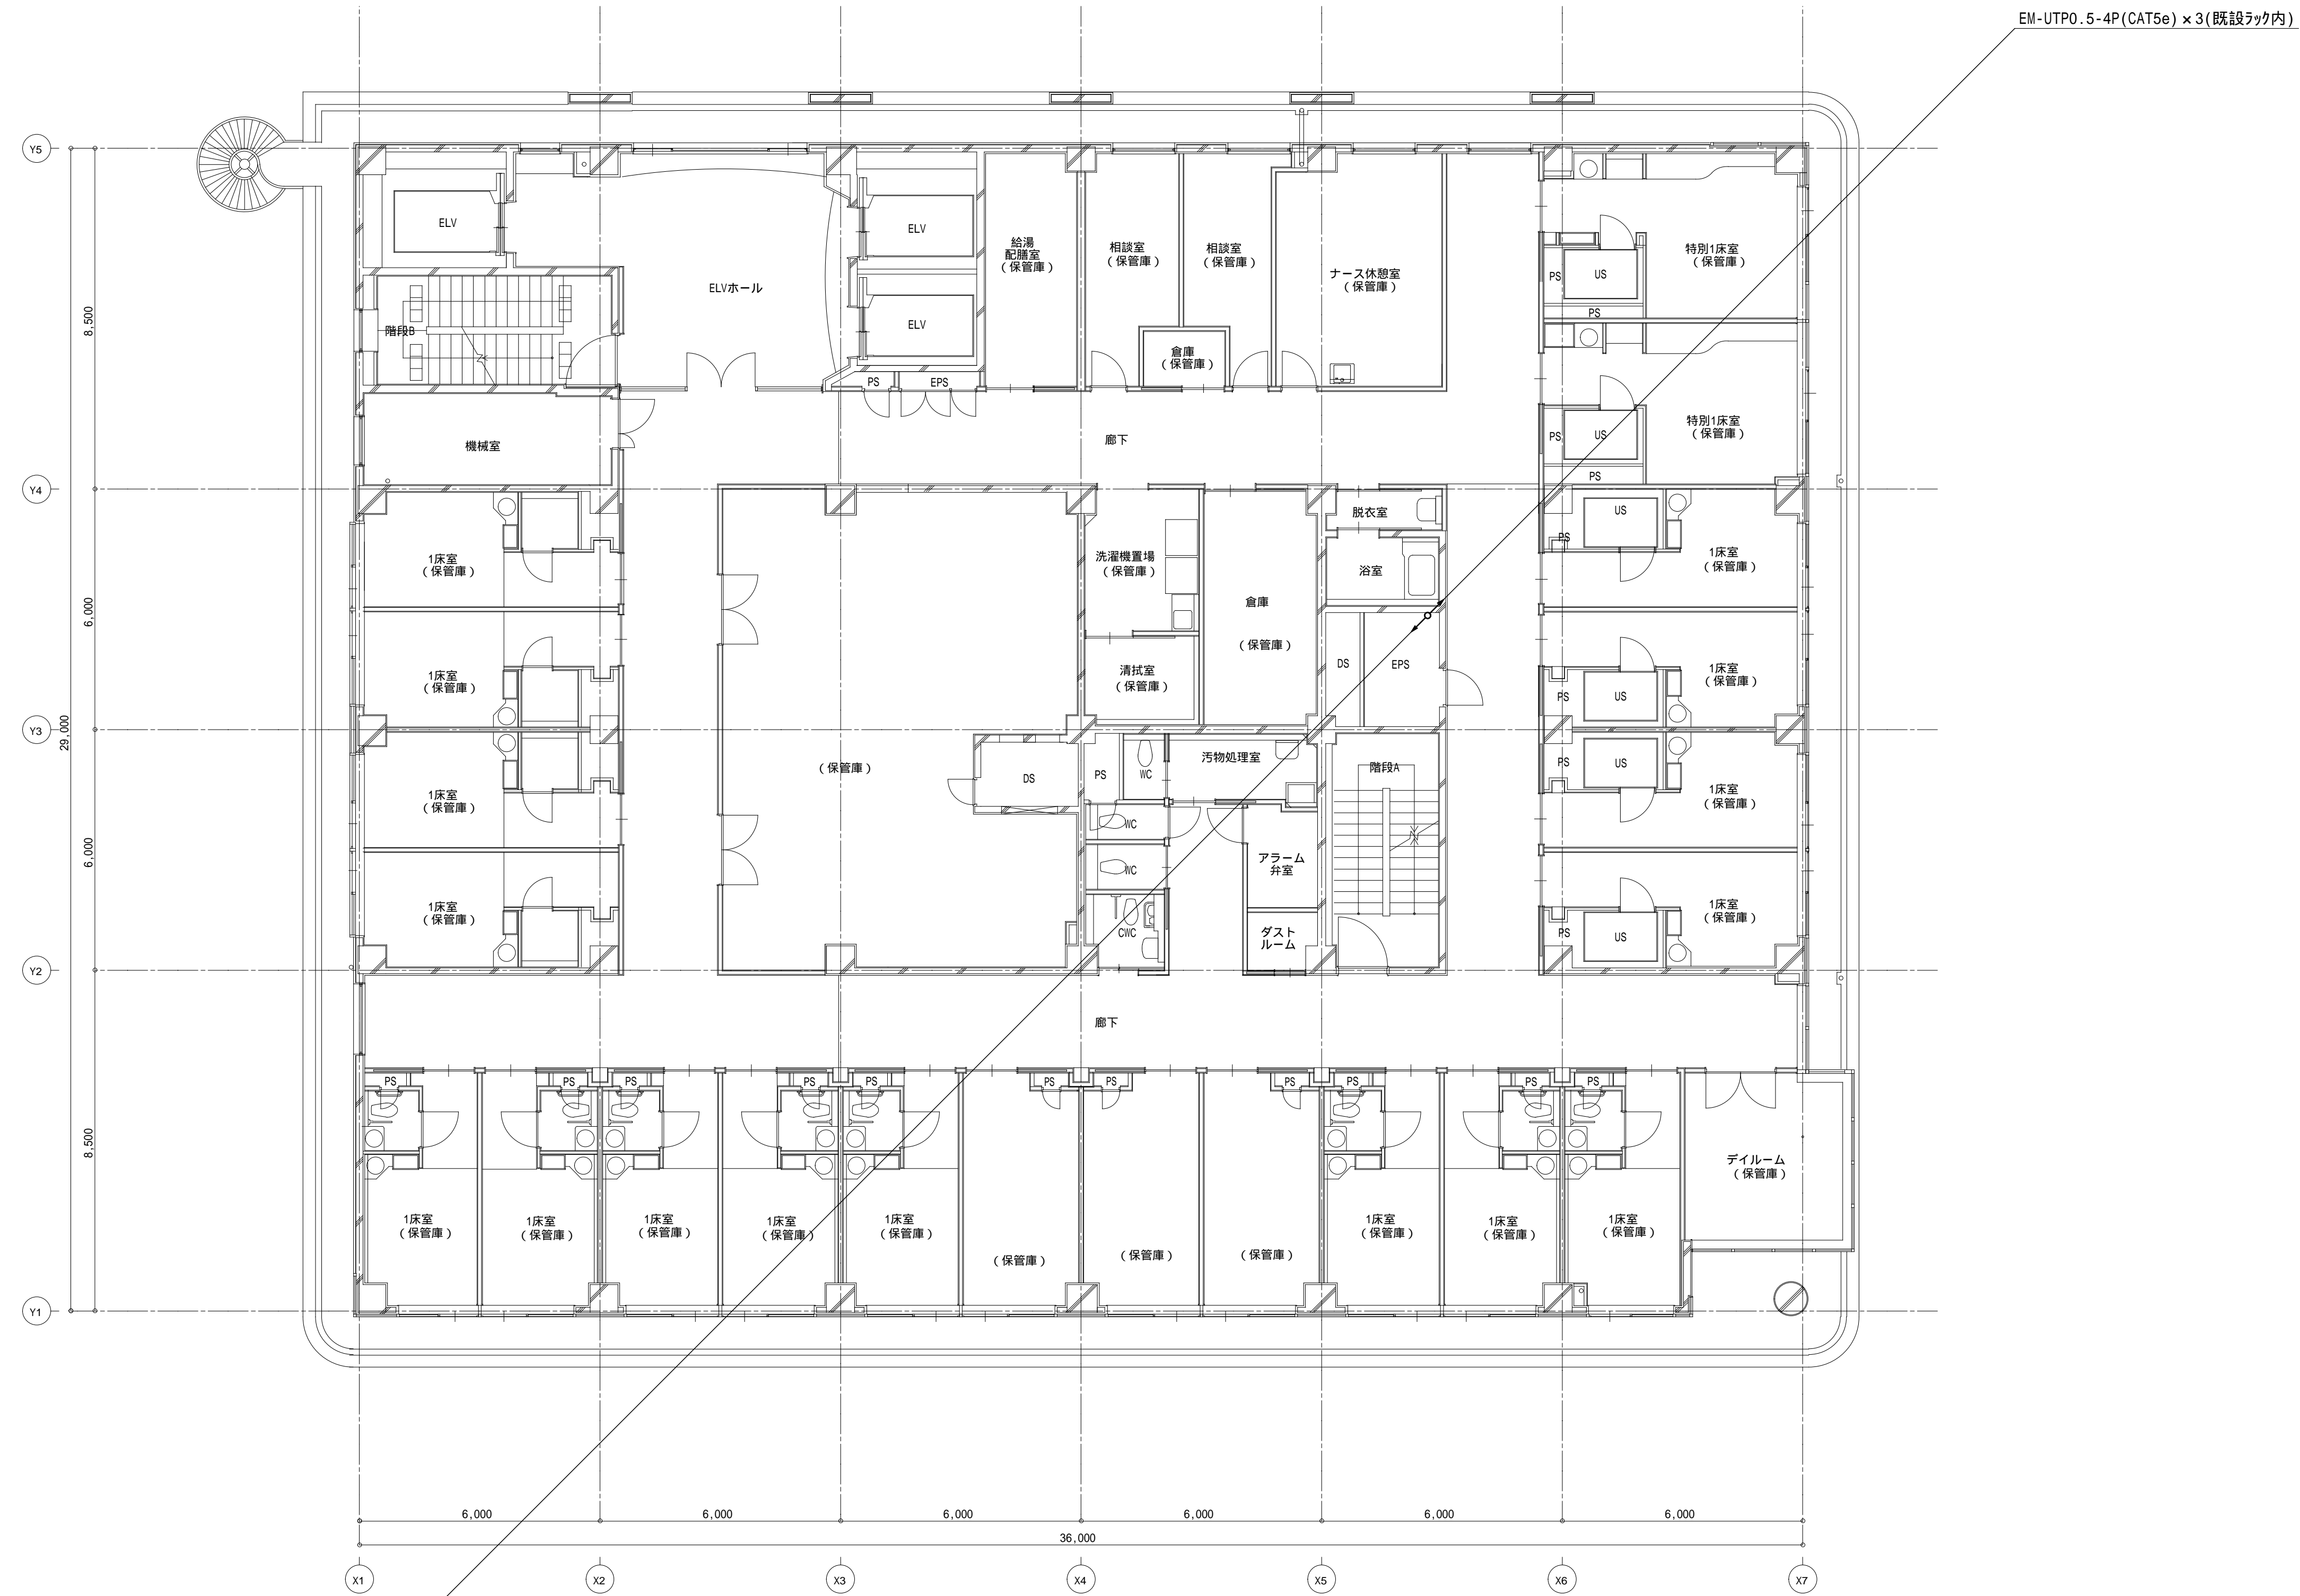 EM-UTP0.5-4P(CAT5e)×3(既設ﾗｯｸ内)
Y5
ELV
ELV
給湯
配膳室
(保管庫)
相談室
(保管庫)
相談室
(保管庫)
ナース休憩室
(保管庫)
特別1床室
(保管庫)
PS
US
PS
ELVホール
8,500
階段B
ELV
倉庫
(保管庫)
PS
EPS
特別1床室
(保管庫)
PS
US
PS
機械室
廊下
Y4
脱衣室
US
PS
1床室
(保管庫)
1床室
(保管庫)
洗濯機置場
(保管庫)
浴室
倉庫
(保管庫)
6,000
1床室
(保管庫)
清拭室
(保管庫)
DS
EPS
1床室
(保管庫)
PS
US
Y3
29,000
(保管庫)
DS
PS
WC
汚物処理室
階段A
PS
US
1床室
(保管庫)
1床室
(保管庫)
WC
6,000
アラーム
弁室
WC
1床室
(保管庫)
CWC
ダスト
ルーム
1床室
(保管庫)
PS
US
Y2
廊下
PS
PS
PS
PS
PS
PS
PS
PS
PS
PS
PS
8,500
デイルーム
(保管庫)
1床室
(保管庫)
1床室
(保管庫)
1床室
(保管庫)
1床室
(保管庫)
1床室
(保管庫)
(保管庫)
(保管庫)
(保管庫)
1床室
(保管庫)
1床室
(保管庫)
1床室
(保管庫)
Y1
6,000
6,000
6,000
6,000
6,000
6,000
36,000
X1
X2
X3
X4
X5
X6
X7